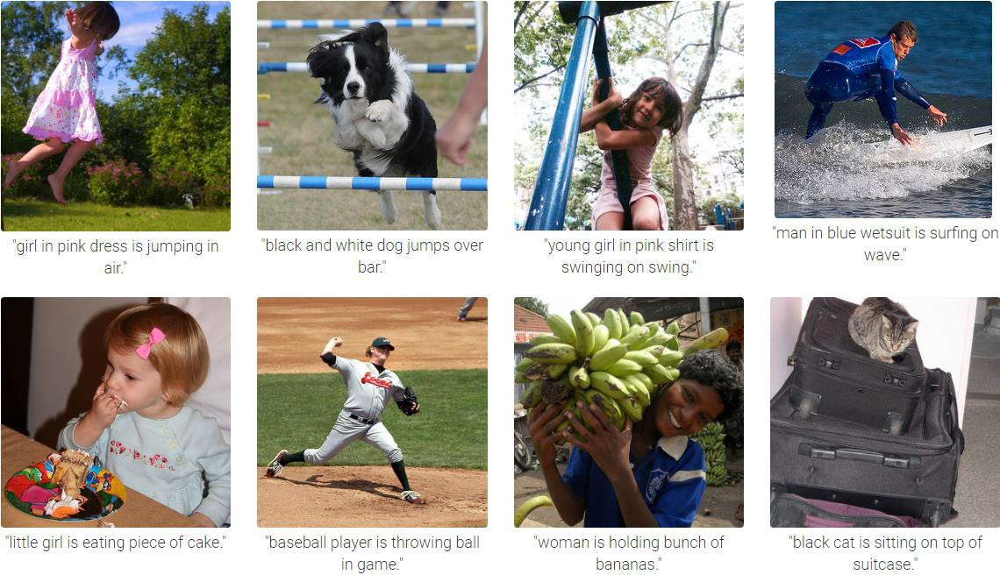 "girl in pink dress is jumping in
air."
"black and white dog jumps over
bar."
"young girl in pink shirt is
swinging on swing."
"man in blue wetsuit is surfing on
wave."
"little girl is eating piece of cake."
"baseball player is throwing ball
in game."
"woman is holding bunch of
bananas."
"black cat is sitting on top of
suitcase."